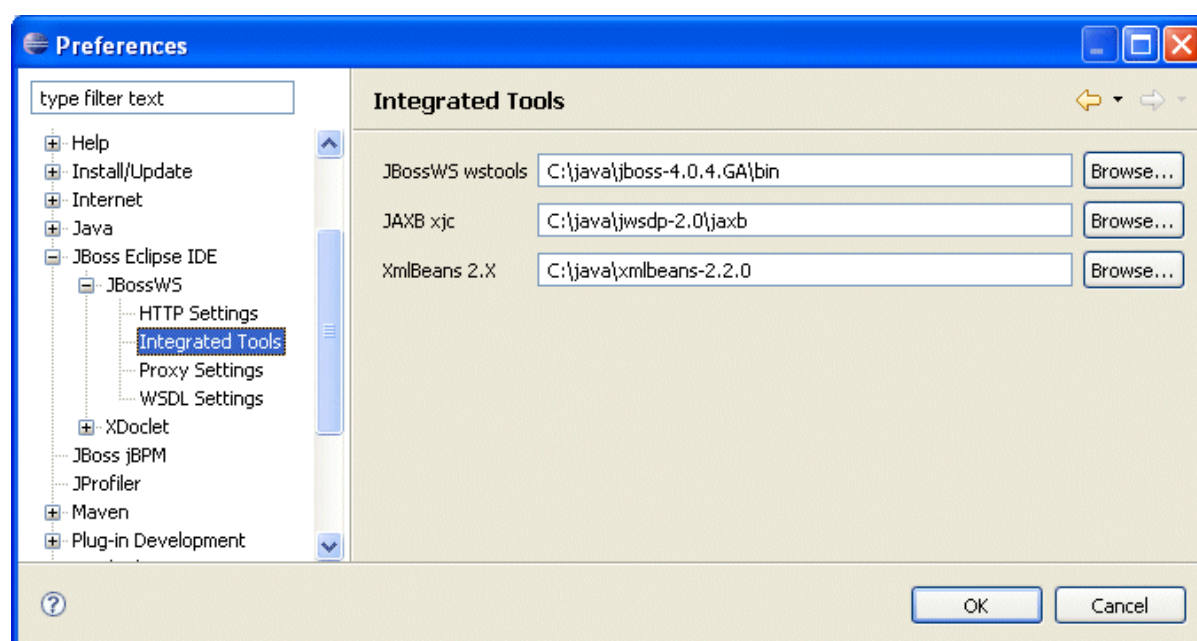 Preferences
type filter text
Help
Install/Update
Internet
Java
JBoss Eclipse IDE
JBossWS
HTTP Settings
Integrated Tools
Proxy Settings
WSDL Settings
XDoclet
JBoss jBPM
JProfiler
Maven
Plug-in Development
Integrated Tools
JBossWS wstools C:\java\jboss-4.0.4.GA\bin Browse...
JAXB xjc C:\java\jwsdp-2.0\jaxb Browse...
XmlBeans 2.X C:\java\xmlbeans-2.2.0 Browse...
? OK Cancel